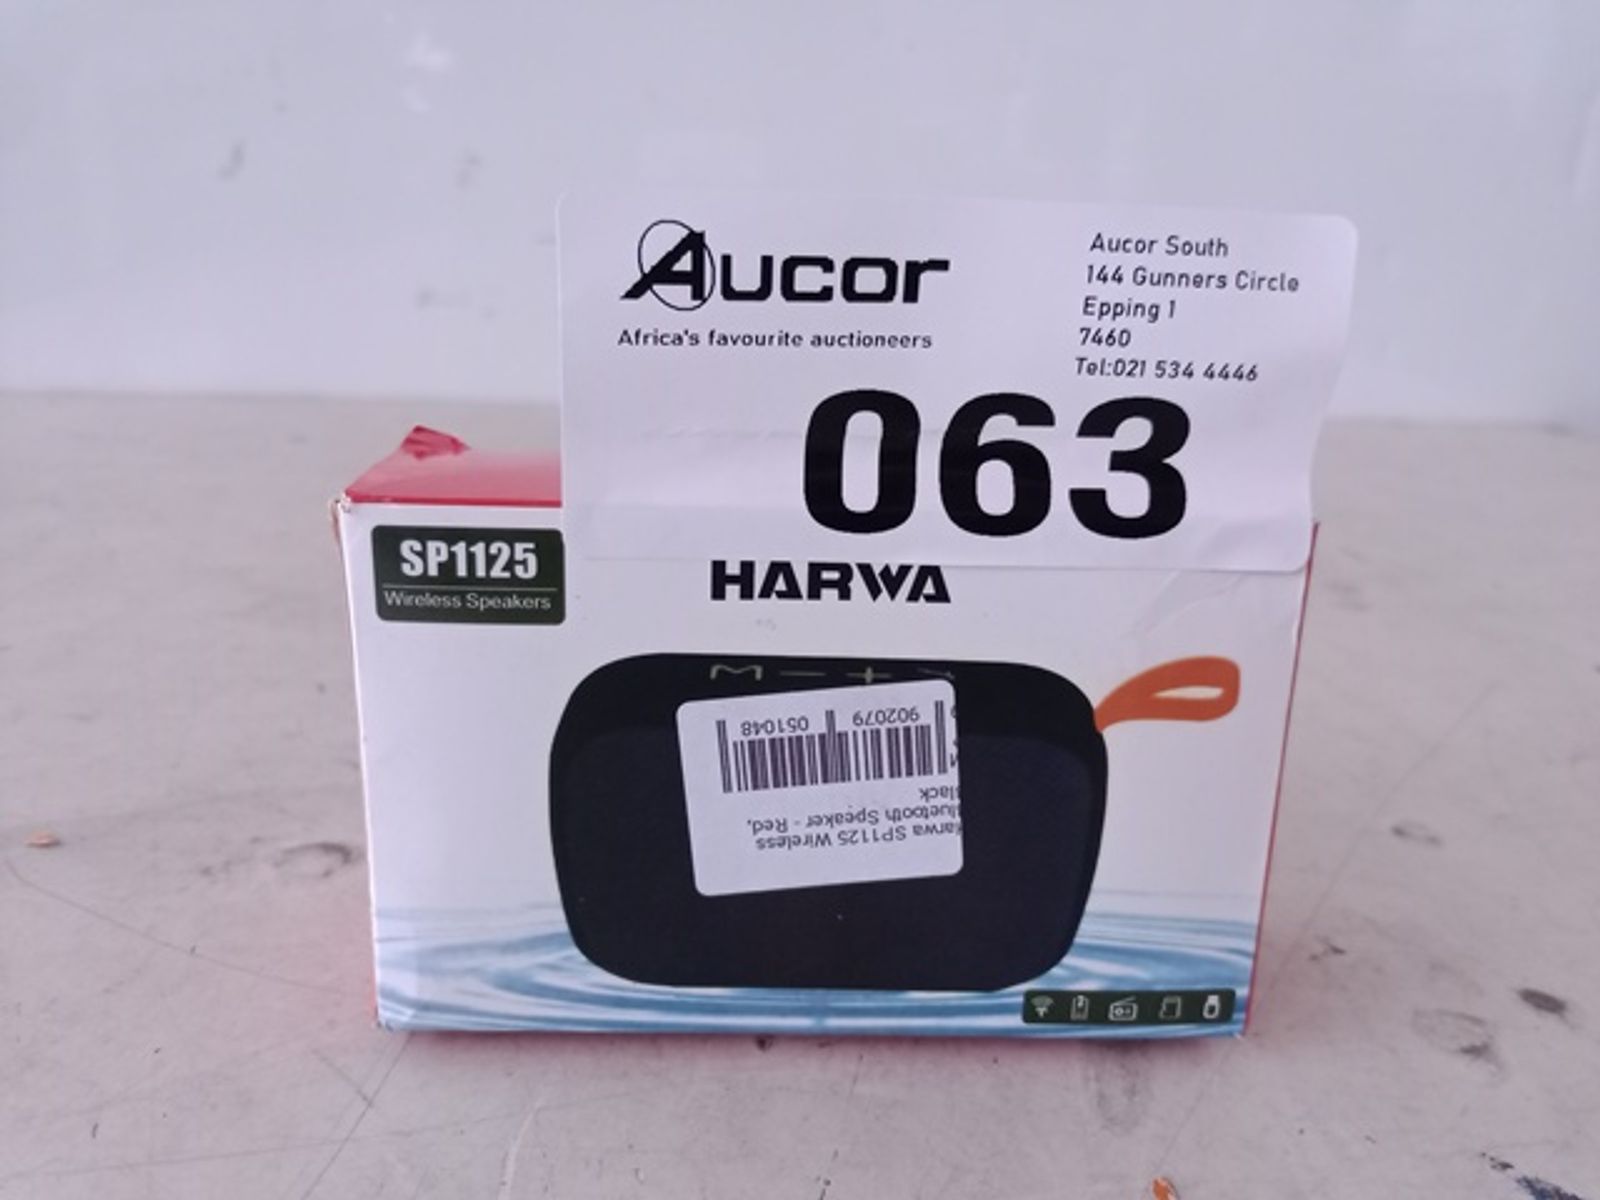 Aucor
Africa's favourite auctioneers
Aucor South
144 Gunners Circle
Epping 1
7460
Tel:021 534 4446
063
SP1125
Wireless Speakers
HARWA
M − +
Harwa SP1125 Wireless
Bluetooth Speaker - Red,
Black
902079 051048